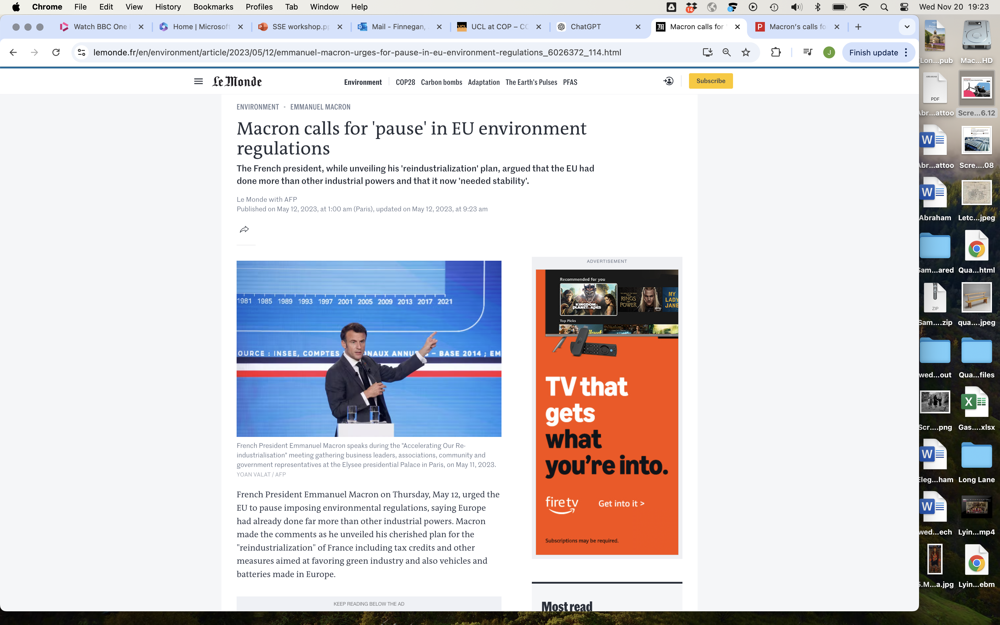 Chrome File Edit View History Bookmarks Profiles Tab Window Help 14 Wed Nov 20 19:23
Watch BBC One Home | Microsoft SSE workshop.pp Mail - Finnegan, UCL at COP – CO ChatGPT Macron calls for ' Macron's calls fo
lemonde.fr/en/environment/article/2023/05/12/emmanuel-macron-urges-for-pause-in-eu-environment-regulations_6026372_114.html J Finish update
Le Monde Environment COP28 Carbon bombs Adaptation The Earth's Pulses PFAS Subscribe
ENVIRONMENT • EMMANUEL MACRON
Macron calls for 'pause' in EU environment
regulations
The French president, while unveiling his 'reindustrialization' plan, argued that the EU had
done more than other industrial powers and that it now 'needed stability'.
Le Monde with AFP
Published on May 12, 2023, at 1:00 am (Paris), updated on May 12, 2023, at 9:23 am
1981 1985 1989 1993 1997 2001 2005 2009 2013 2017 2021
OURCE : INSEE, COMPTES ONAUX ANNU – BASE 2014 ; EM
French President Emmanuel Macron speaks during the "Accelerating Our Re-
industrialisation" meeting gathering business leaders, associations, community and
government representatives at the Elysee presidential Palace in Paris, on May 11, 2023.
YOAN VALAT / AFP
French President Emmanuel Macron on Thursday, May 12, urged the
EU to pause imposing environmental regulations, saying Europe
had already done far more than other industrial powers. Macron
made the comments as he unveiled his cherished plan for the
"reindustrialization" of France including tax credits and other
measures aimed at favoring green industry and also vehicles and
batteries made in Europe.
KEEP READING BELOW THE AD
ADVERTISEMENT
Recommended for you
KINGDOM
PLANET OF THE APES
THE RINGS
OF POWER
MY
LADY
JANE
Top Picks
TV that
gets
what
you're into.
fire tv Get into it >
Subscriptions may be required.
Most read
Lon...pub Mac...HD
ABRAHAM
PDF
Abr...attoo Scre...6.12
Abr...attoo Scre....08
Abraham Letc...jpeg
Sam...ared Qua...html
ZIP
Sam....zip qua....jpeg
wed...out Qua...files
Scr....png Gas....xlsx
Eleg...ham Long Lane
wed...ech Lyin...mp4
5.M...a.jpg Lyin...ebm